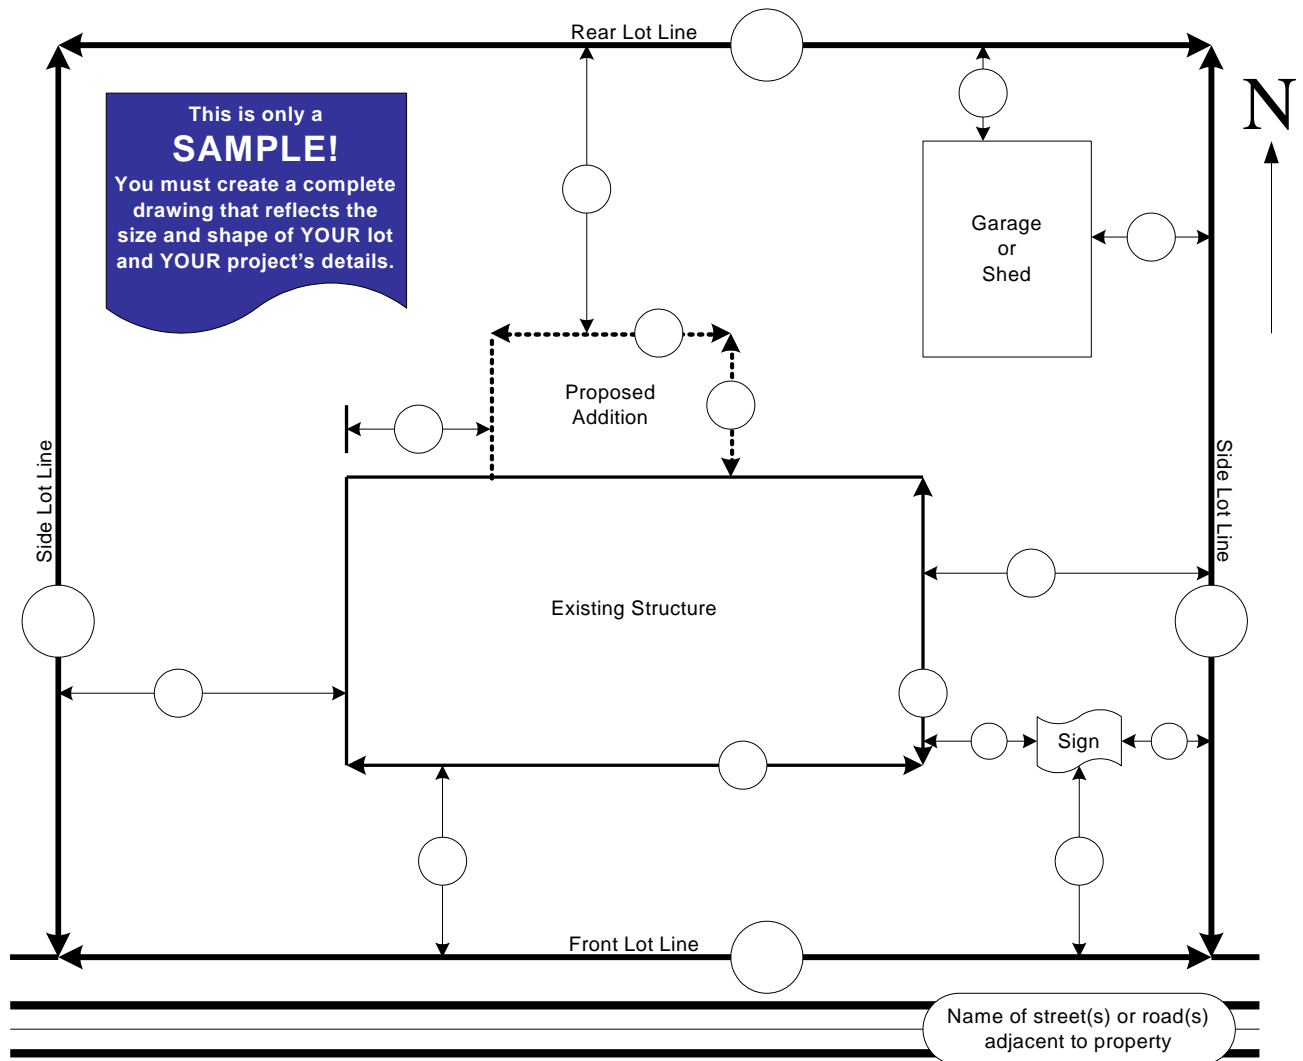 Rear Lot Line
This is only a
SAMPLE!
You must create a complete
drawing that reflects the
size and shape of YOUR lot
and YOUR project's details.
N
Garage
or
Shed
Proposed
Addition
Side Lot Line
Side Lot Line
Existing Structure
Sign
Front Lot Line
Name of street(s) or road(s)
adjacent to property